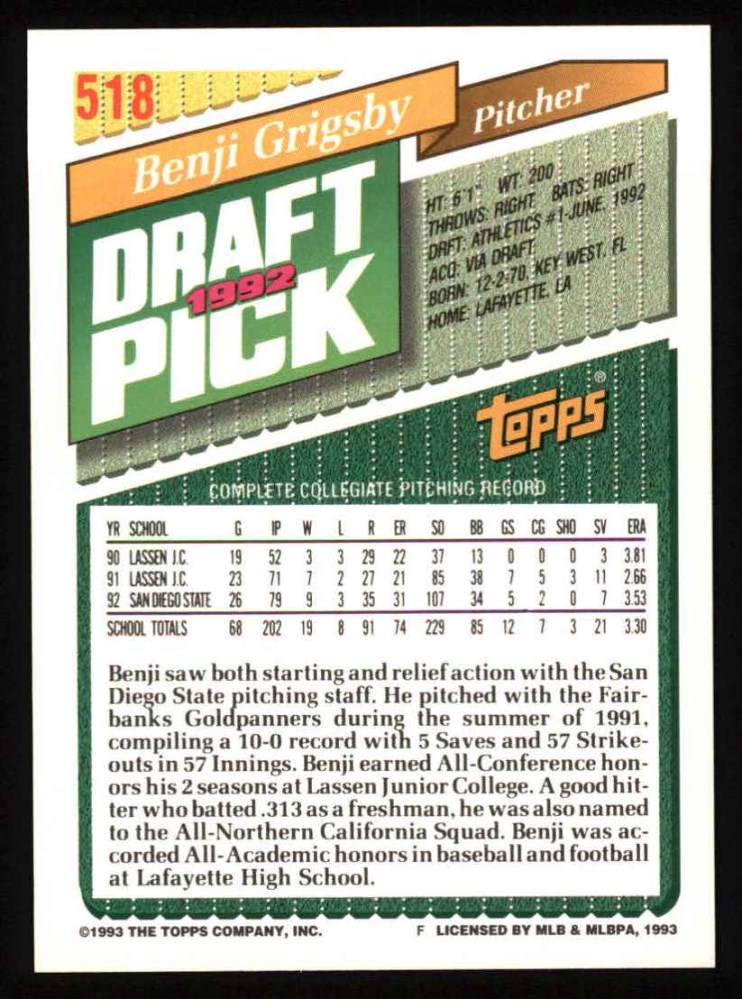 518
Benji Grigsby
Pitcher
DRAFT
1992
PICK
HT: 6'1" WT: 200
THROWS: RIGHT BATS: RIGHT
DRFT: ATHLETICS #1-JUNE, 1992
ACQ: VIA DRAFT
BORN: 12-2-70, KEY WEST, FL
HOME: LAFAYETTE, LA
TOPPS®
COMPLETE COLLEGIATE PITCHING RECORD
YR SCHOOL G IP W L R ER SO BB GS CG SHO SV ERA
90 LASSEN J.C. 19 52 3 3 29 22 37 13 0 0 0 3 3.81
91 LASSEN J.C. 23 71 7 2 27 21 85 38 7 5 3 11 2.66
92 SAN DIEGO STATE 26 79 9 3 35 31 107 34 5 2 0 7 3.53
SCHOOL TOTALS 68 202 19 8 91 74 229 85 12 7 3 21 3.30
Benji saw both starting and relief action with the San
Diego State pitching staff. He pitched with the Fair-
banks Goldpanners during the summer of 1991,
compiling a 10-0 record with 5 Saves and 57 Strike-
outs in 57 Innings. Benji earned All-Conference hon-
ors his 2 seasons at Lassen Junior College. A good hit-
ter who batted .313 as a freshman, he was also named
to the All-Northern California Squad. Benji was ac-
corded All-Academic honors in baseball and football
at Lafayette High School.
©1993 THE TOPPS COMPANY, INC.
F LICENSED BY MLB & MLBPA, 1993